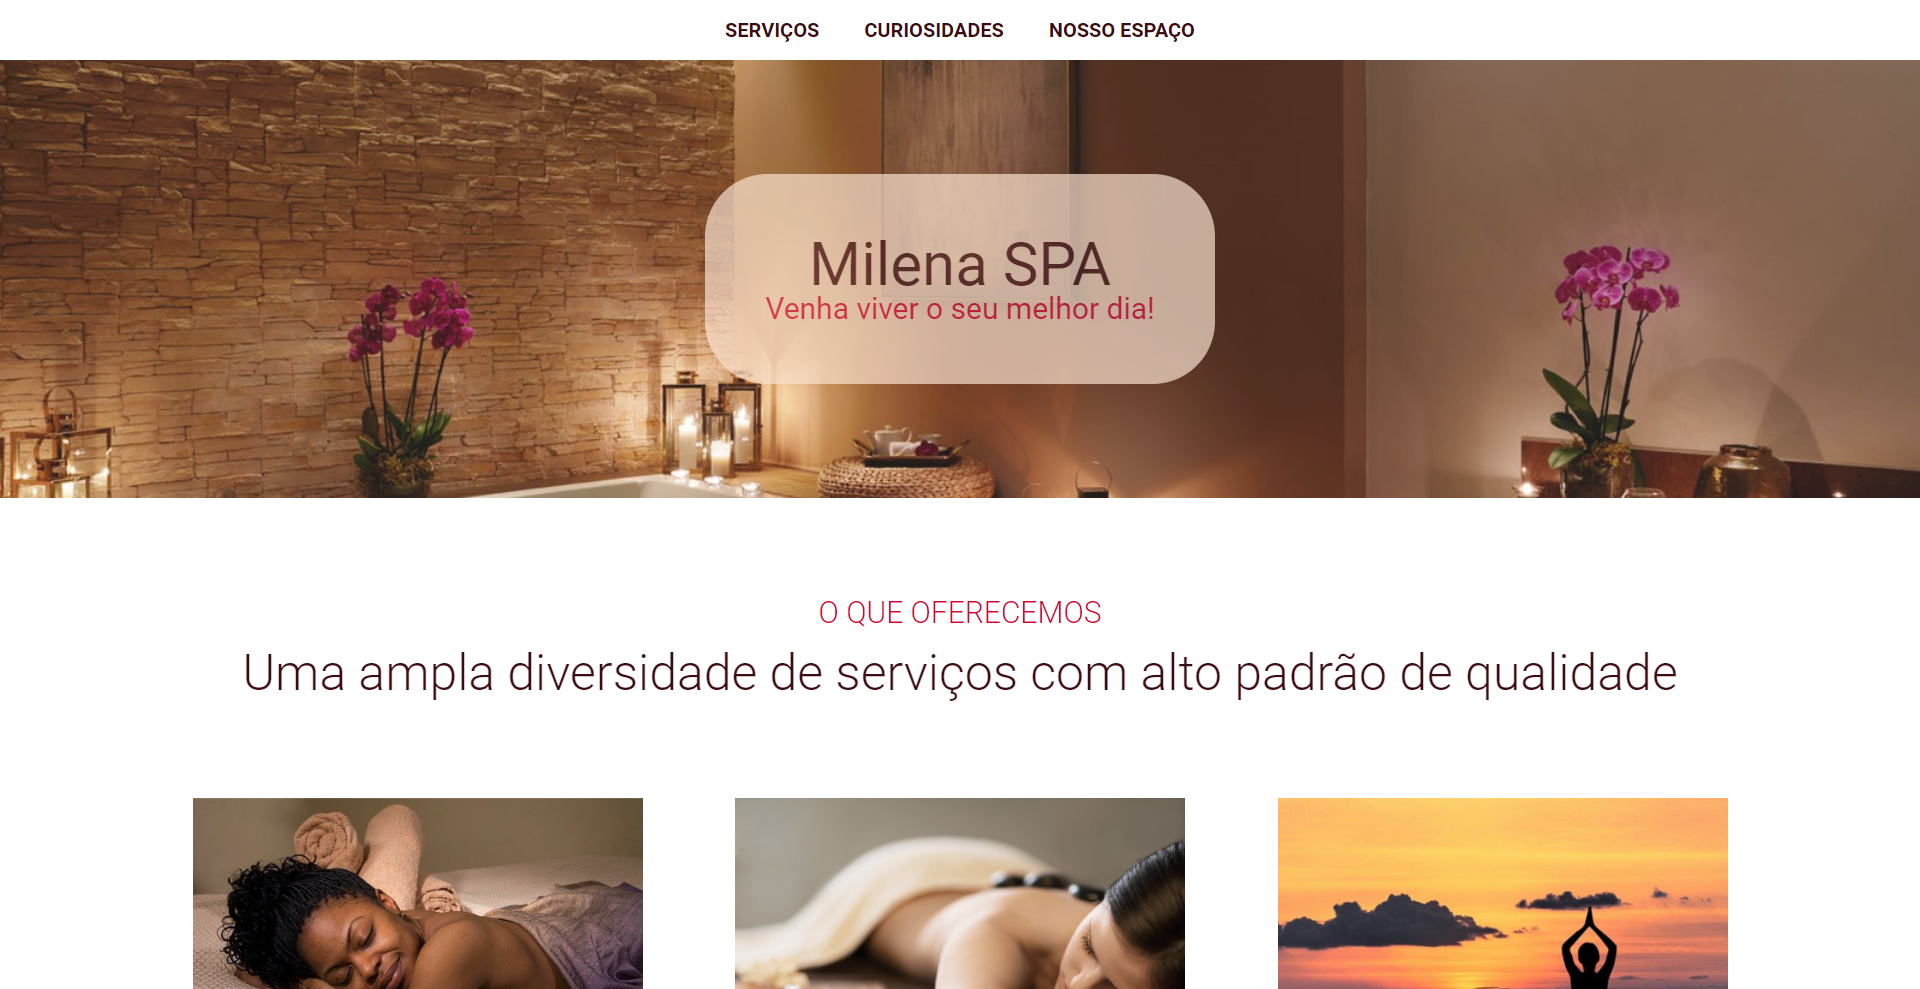 SERVIÇOS CURIOSIDADES NOSSO ESPAÇO
Milena SPA
Venha viver o seu melhor dia!
O QUE OFERECEMOS
Uma ampla diversidade de serviços com alto padrão de qualidade